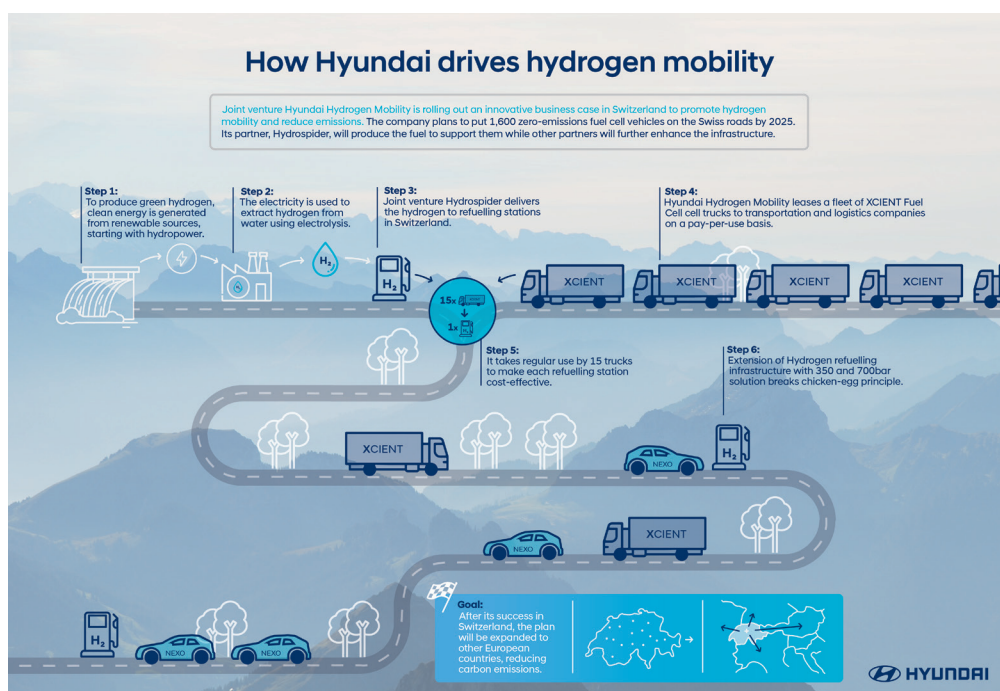 How Hyundai drives hydrogen mobility
Joint venture Hyundai Hydrogen Mobility is rolling out an innovative business case in Switzerland to promote hydrogen
mobility and reduce emissions. The company plans to put 1,600 zero-emissions fuel cell vehicles on the Swiss roads by 2025.
Its partner, Hydrospider, will produce the fuel to support them while other partners will further enhance the infrastructure.
Step 1:
To produce green hydrogen,
clean energy is generated
from renewable sources,
starting with hydropower.
Step 2:
The electricity is used to
extract hydrogen from
water using electrolysis.
Step 3:
Joint venture Hydrospider delivers
the hydrogen to refuelling stations
in Switzerland.
Step 4:
Hyundai Hydrogen Mobility leases a fleet of XCIENT Fuel
Cell cell trucks to transportation and logistics companies
on a pay-per-use basis.
H₂
H₂
XCIENT
XCIENT
XCIENT
XCIENT
15x
1x
H₂
Step 5:
It takes regular use by 15 trucks
to make each refuelling station
cost-effective.
Step 6:
Extension of Hydrogen refuelling
infrastructure with 350 and 700bar
solution breaks chicken-egg principle.
XCIENT
NEXO
H₂
NEXO
XCIENT
H₂
NEXO
NEXO
Goal:
After its success in
Switzerland, the plan
will be expanded to
other European
countries, reducing
carbon emissions.
HYUNDAI